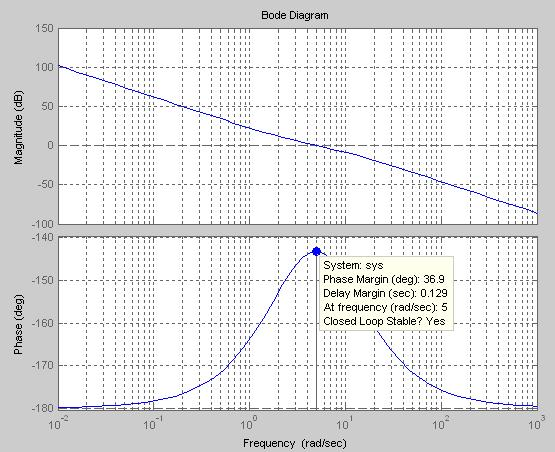 Bode Diagram
150
100
50
0
-50
-100
Magnitude (dB)
-140
-150
-160
-170
-180
Phase (deg)
System: sys
Phase Margin (deg): 36.9
Delay Margin (sec): 0.129
At frequency (rad/sec): 5
Closed Loop Stable? Yes
10^-2 10^-1 10^0 10^1 10^2 10^3
Frequency (rad/sec)